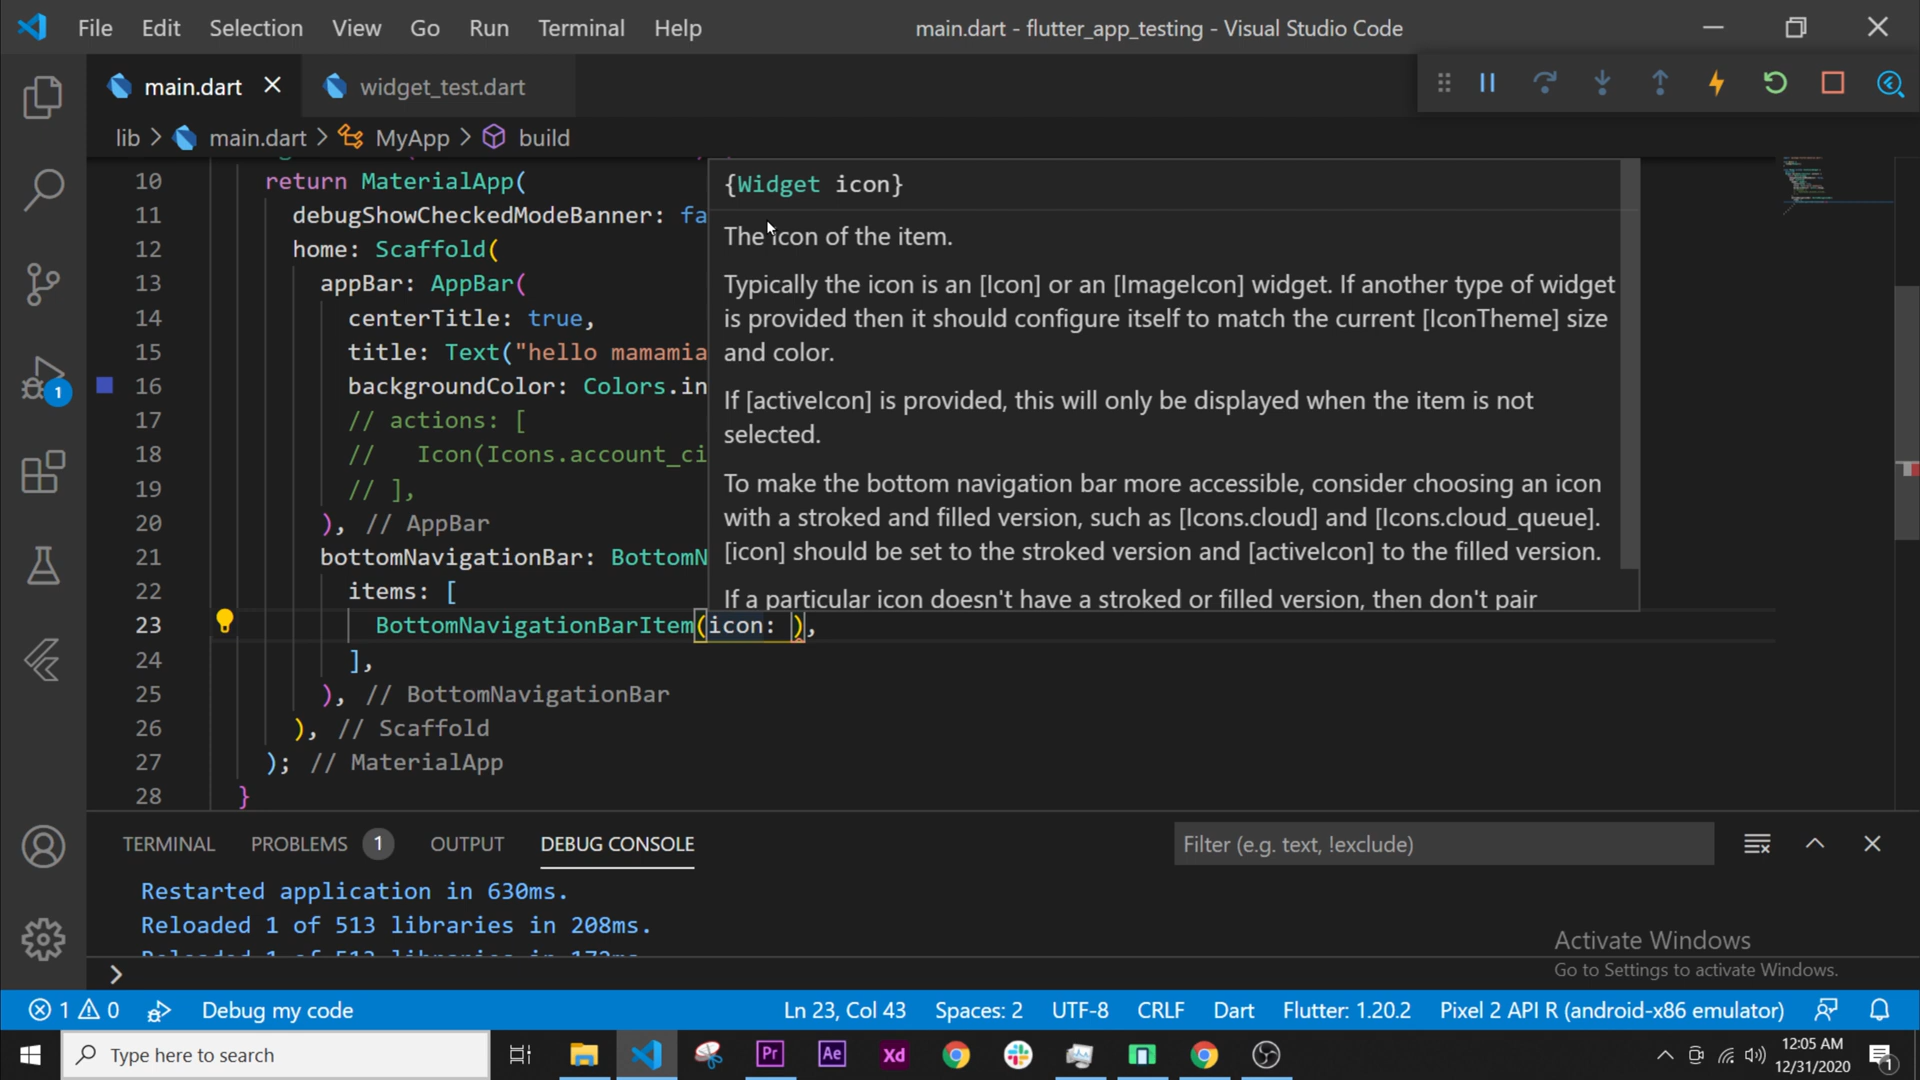 File Edit Selection View Go Run Terminal Help
main.dart - flutter_app_testing - Visual Studio Code
main.dart
widget_test.dart
lib > main.dart > MyApp > build
10 return MaterialApp(
11 debugShowCheckedModeBanner: fa
12 home: Scaffold(
13 appBar: AppBar(
14 centerTitle: true,
15 title: Text("hello mamamia
16 backgroundColor: Colors.in
17 // actions: [
18 // Icon(Icons.account_ci
19 // ],
20 ), // AppBar
21 bottomNavigationBar: BottomN
22 items: [
23 BottomNavigationBarItem(icon: ),
24 ],
25 ), // BottomNavigationBar
26 ), // Scaffold
27 ); // MaterialApp
28 }
{Widget icon}
The icon of the item.
Typically the icon is an [Icon] or an [ImageIcon] widget. If another type of widget
is provided then it should configure itself to match the current [IconTheme] size
and color.
If [activeIcon] is provided, this will only be displayed when the item is not
selected.
To make the bottom navigation bar more accessible, consider choosing an icon
with a stroked and filled version, such as [Icons.cloud] and [Icons.cloud_queue].
[icon] should be set to the stroked version and [activeIcon] to the filled version.
If a particular icon doesn't have a stroked or filled version, then don't pair
1
TERMINAL PROBLEMS 1 OUTPUT DEBUG CONSOLE
Filter (e.g. text, !exclude)
Restarted application in 630ms.
Reloaded 1 of 513 libraries in 208ms.
Reloaded 1 of 513 libraries in 172ms.
>
Activate Windows
Go to Settings to activate Windows.
1 0 Debug my code
Ln 23, Col 43 Spaces: 2 UTF-8 CRLF Dart Flutter: 1.20.2 Pixel 2 API R (android-x86 emulator)
Type here to search
Pr Ae Xd
12:05 AM
12/31/2020
1